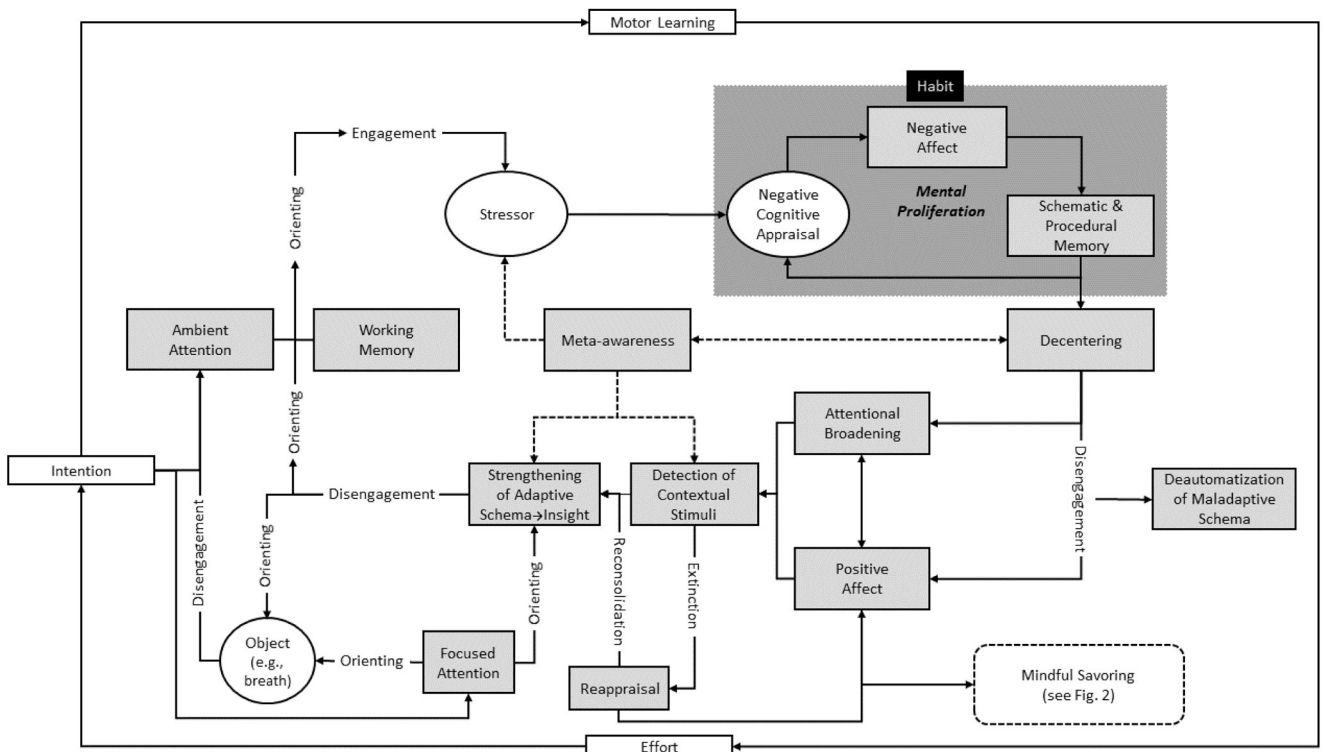 Motor Learning
Habit
Engagement
Negative
Affect
Orienting
Stressor
Negative
Cognitive
Appraisal
Mental
Proliferation
Schematic &
Procedural
Memory
Ambient
Attention
Working
Memory
Meta-awareness
Decentering
Orienting
Attentional
Broadening
Intention
Disengagement
Strengthening
of Adaptive
Schema→Insight
Detection of
Contextual
Stimuli
Disengagement
Deautomatization
of Maladaptive
Schema
Disengagement
Orienting
Orienting
Reconsolidation
Extinction
Positive
Affect
Object
(e.g.,
breath)
Orienting
Focused
Attention
Reappraisal
Mindful Savoring
(see Fig. 2)
Effort